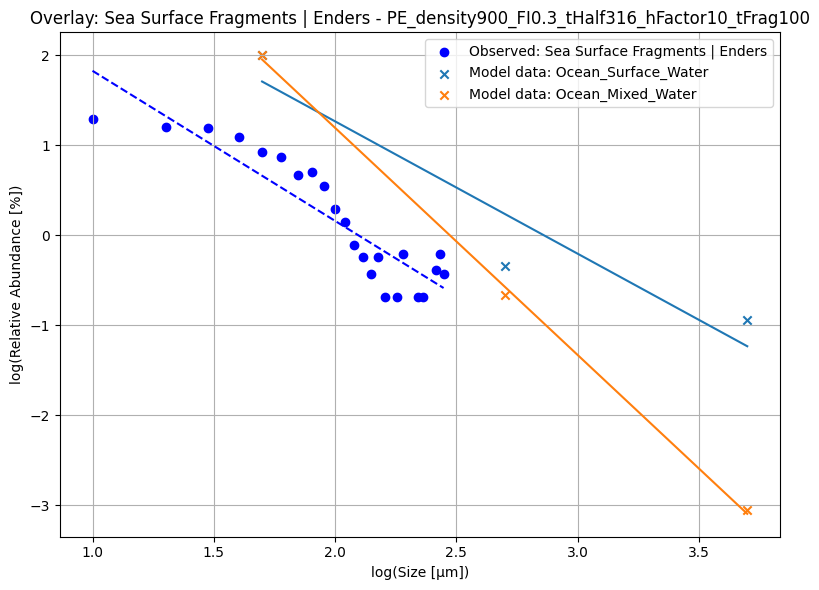 Overlay: Sea Surface Fragments | Enders - PE_density900_FI0.3_tHalf316_hFactor10_tFrag100
Observed: Sea Surface Fragments | Enders
Model data: Ocean_Surface_Water
Model data: Ocean_Mixed_Water
log(Relative Abundance [%])
2
1
0
−1
−2
−3
1.0 1.5 2.0 2.5 3.0 3.5
log(Size [µm])